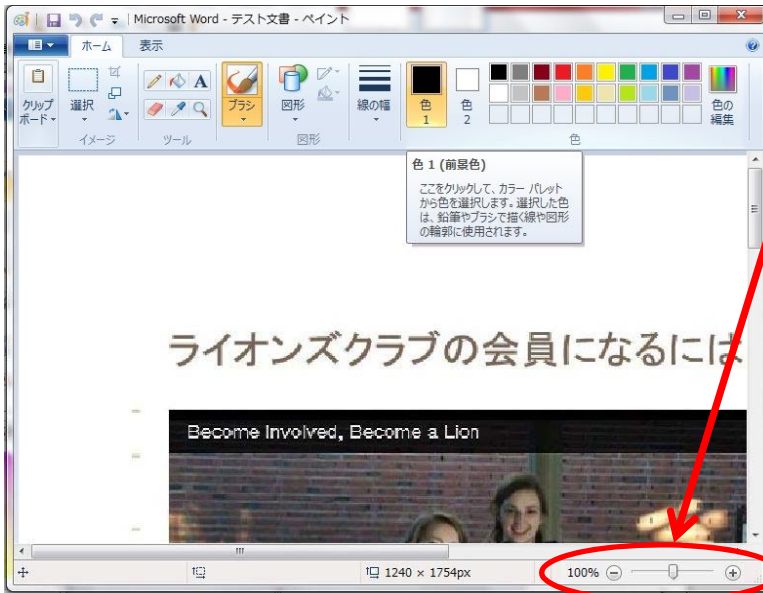 Microsoft Word - テスト文書 - ペイント
ホーム 表示
クリップ
ボード
選択
A
ブラシ
図形
線の幅
色
1
色
2
色の
編集
イメージ ツール 図形 色
色 1 (前景色)
ここをクリックして、カラー パレット
から色を選択します。選択した色
は、鉛筆やブラシで描く線や図形
の輪郭に使用されます。
ライオンズクラブの会員になるには
Become Involved, Become a Lion
1240 × 1754px 100%